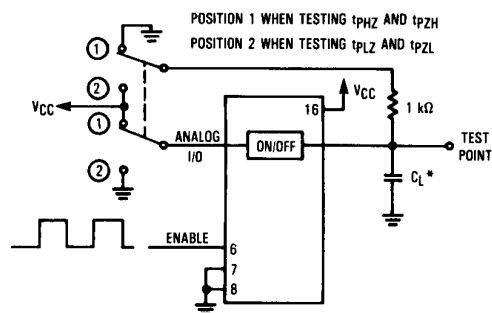 POSITION 1 WHEN TESTING tPHZ AND tPZH
POSITION 2 WHEN TESTING tPLZ AND tPZL
1
2
VCC
1
2
VCC
16
1 kΩ
ANALOG
I/O
ON/OFF
TEST
POINT
CL*
ENABLE
6
7
8